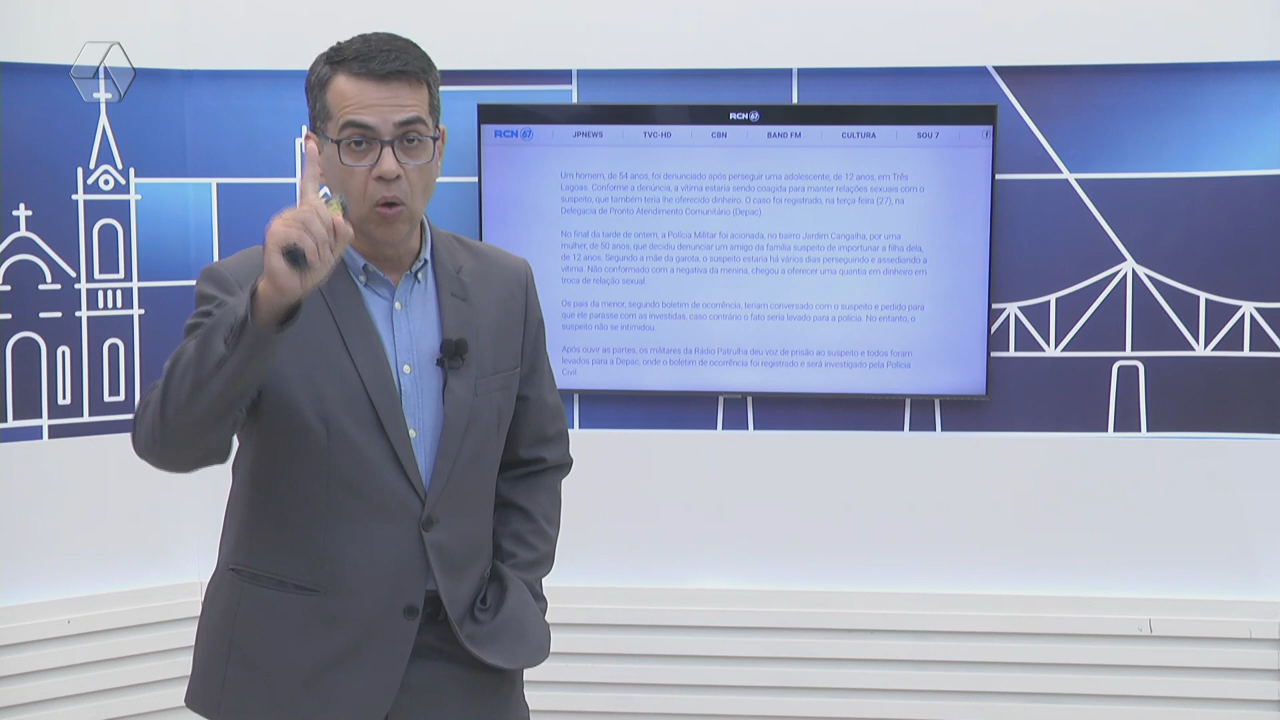 RCN 67
RCN 67 JPNEWS TVC-HD CBN BAND FM CULTURA SOU 7
Um homem, de 54 anos, foi denunciado após perseguir uma adolescente, de 12 anos, em Três
Lagoas. Conforme a denúncia, a vítima estaria sendo coagida para manter relações sexuais com o
suspeito, que também teria lhe oferecido dinheiro. O caso foi registrado, na terça-feira (27), na
Delegacia de Pronto Atendimento Comunitário (Depac).
No final da tarde de ontem, a Polícia Militar foi acionada, no bairro Jardim Cangalha, por uma
mulher, de 50 anos, que decidiu denunciar um amigo da família suspeito de importunar a filha dela,
de 12 anos. Segundo a mãe da garota, o suspeito estaria há vários dias perseguindo e assediando a
vítima. Não conformado com a negativa da menina, chegou a oferecer uma quantia em dinheiro em
troca de relação sexual.
Os pais da menor, segundo boletim de ocorrência, teriam conversado com o suspeito e pedido para
que ele parasse com as investidas, caso contrário o fato seria levado para a polícia. No entanto, o
suspeito não se intimidou.
Após ouvir as partes, os militares da Rádio Patrulha deu voz de prisão ao suspeito e todos foram
levados para a Depac, onde o boletim de ocorrência foi registrado e será investigado pela Polícia
Civil.